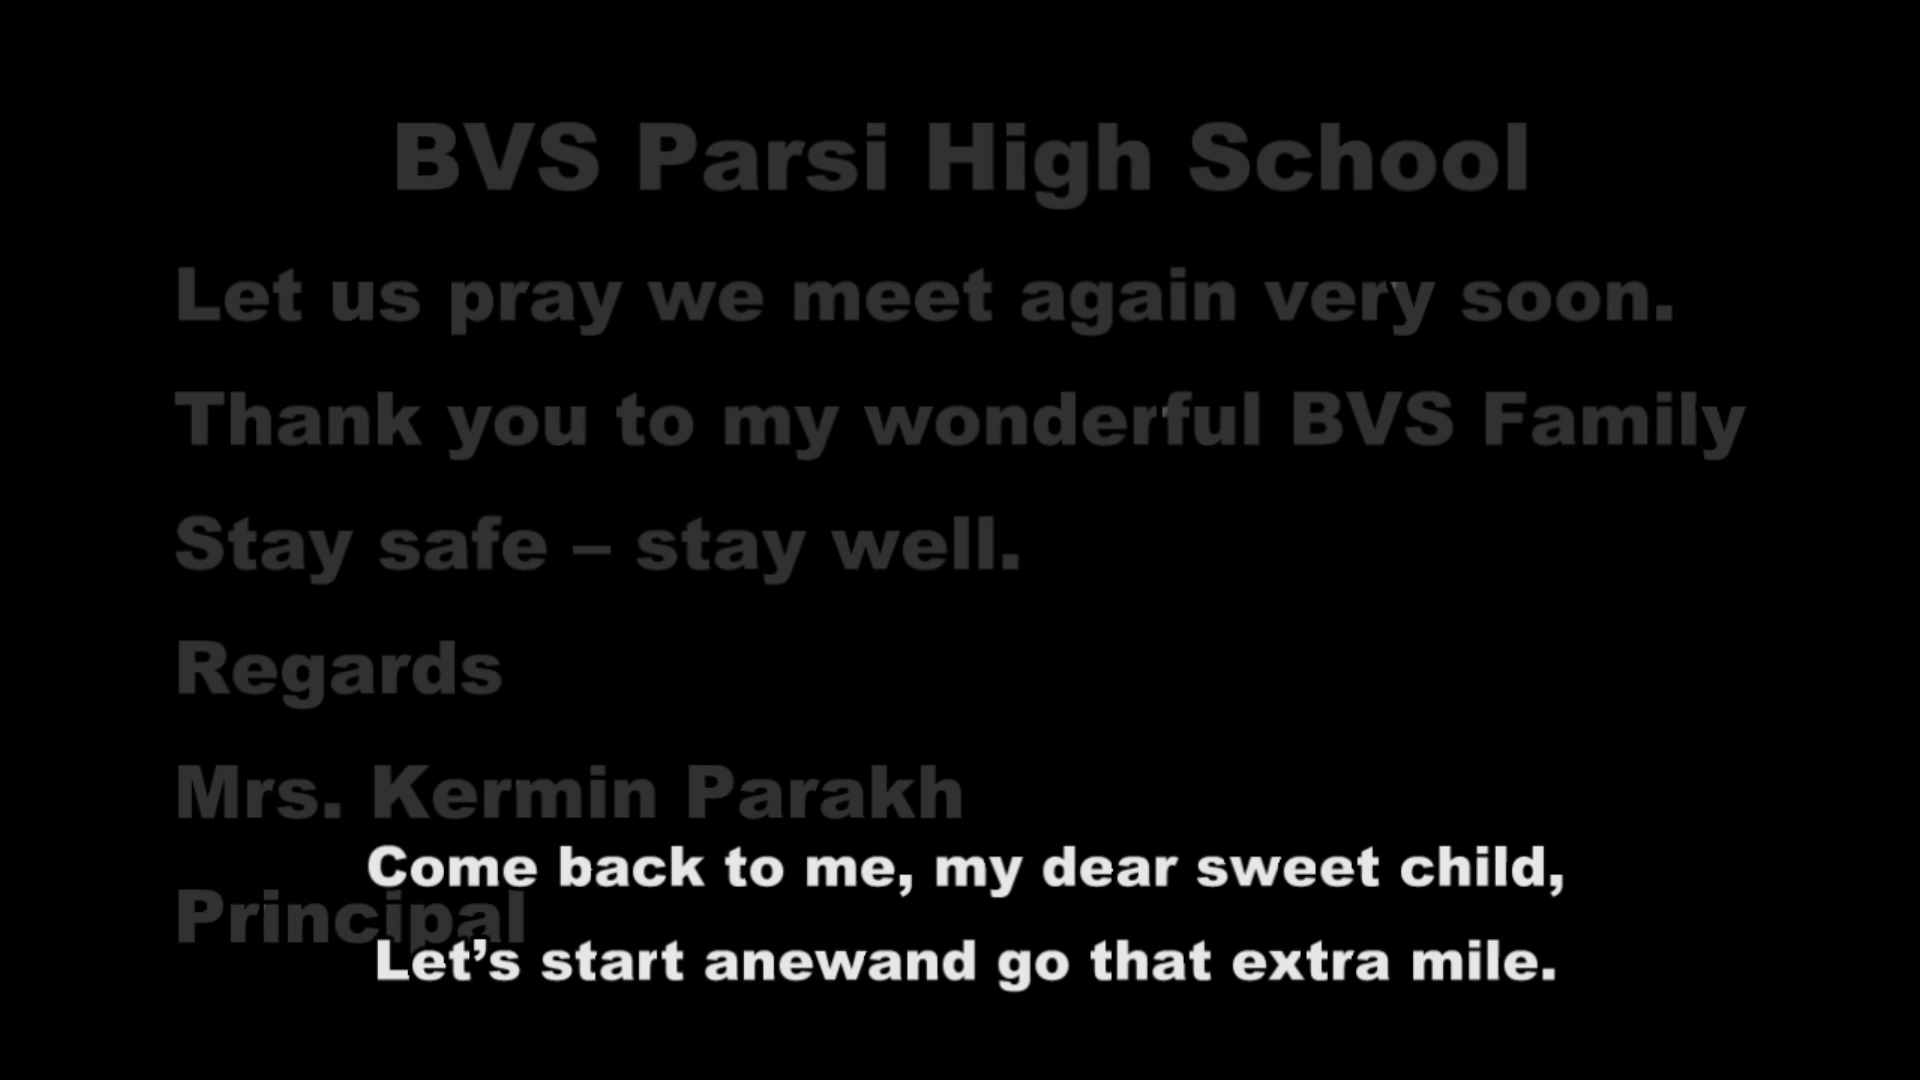 BVS Parsi High School
Let us pray we meet again very soon.
Thank you to my wonderful BVS Family
Stay safe – stay well.
Regards
Mrs. Kermin Parakh
Principal
Come back to me, my dear sweet child,
Let’s start anewand go that extra mile.